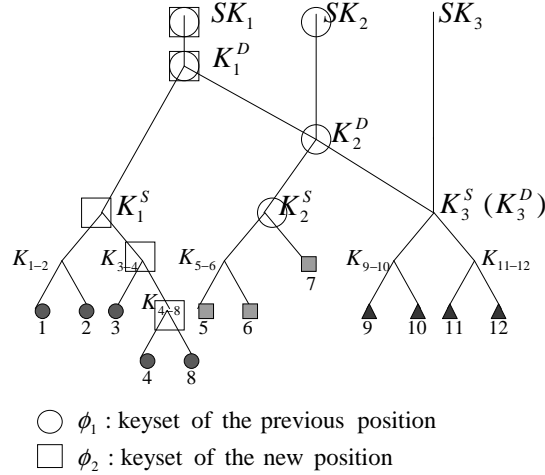 SK₁ SK₂ SK₃
K₁ᴰ
K₂ᴰ
K₁ˢ K₂ˢ K₃ˢ (K₃ᴰ)
K₁₋₂ K₃₋₄ K₅₋₆ K₉₋₁₀ K₁₁₋₁₂
7
K₄₋₈
1 2 3 5 6 9 10 11 12
4 8
ϕ₁ : keyset of the previous position
ϕ₂ : keyset of the new position